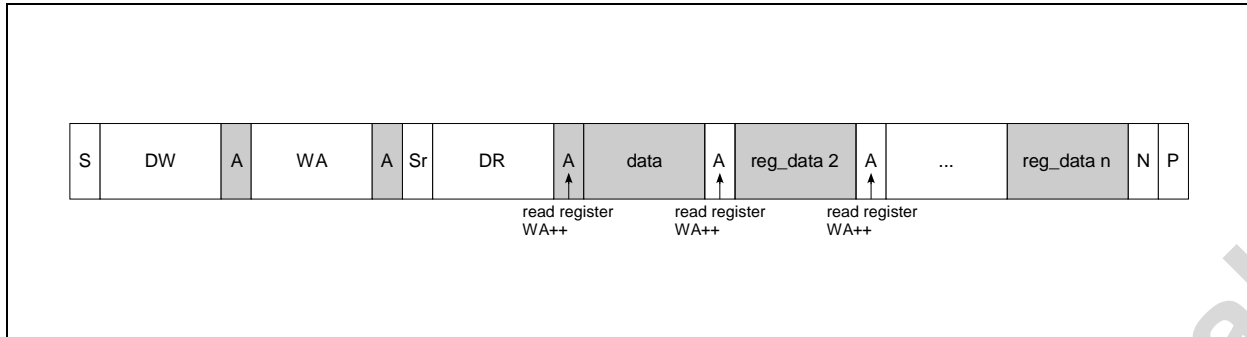 S DW A WA A Sr DR A data A reg_data 2 A ... reg_data n N P
read register read register read register
WA++ WA++ WA++